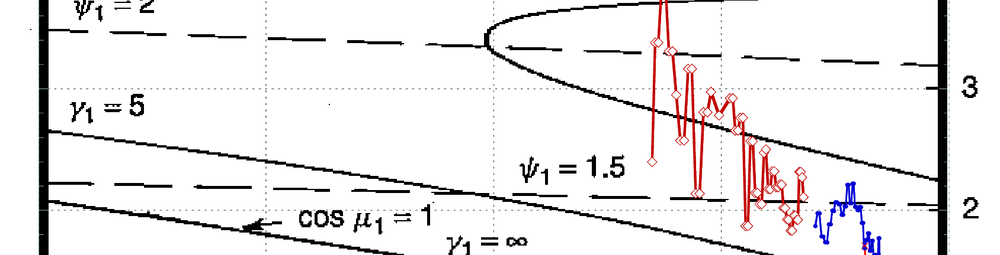 ψ₁ = 2
γ₁ = 5
3
ψ₁ = 1.5
cos μ₁ = 1
2
γ₁ = ∞